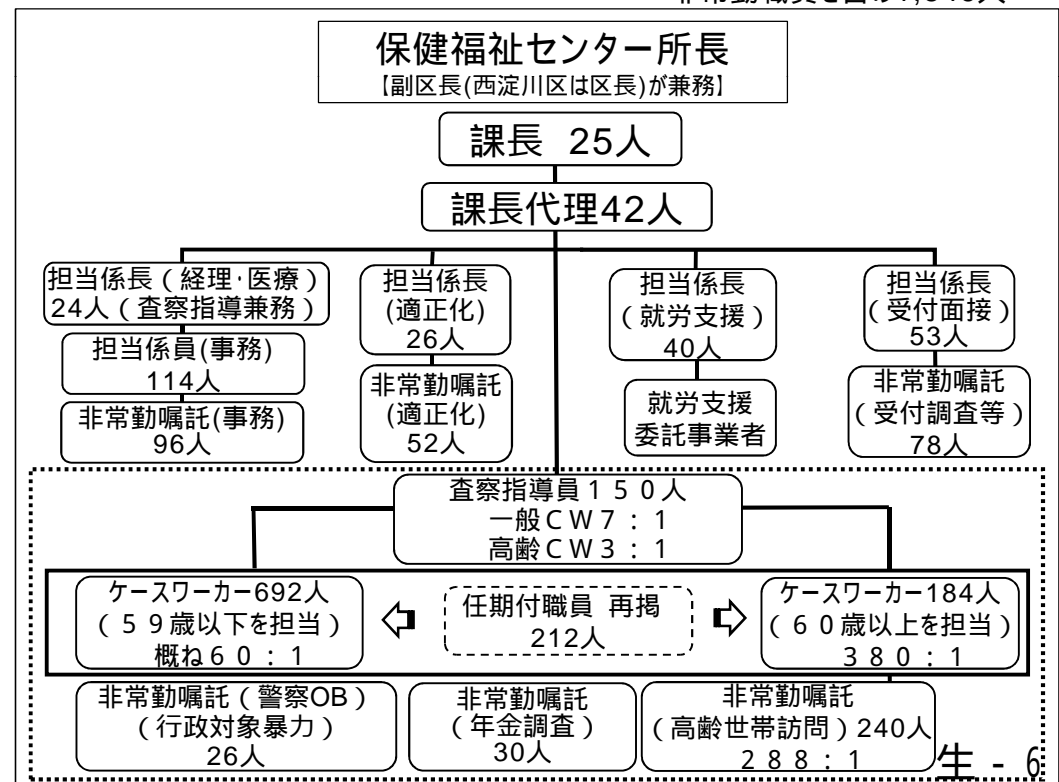 保健福祉センター所長
【副区長(西淀川区は区長)が兼務】
課長 25人
課長代理42人
担当係長(経理・医療)
24人(査察指導兼務)
担当係員(事務)
114人
非常勤嘱託(事務)
96人
担当係長
(適正化)
26人
非常勤嘱託
(適正化)
52人
担当係長
(就労支援)
40人
就労支援
委託事業者
担当係長
(受付面接)
53人
非常勤嘱託
(受付調査等)
78人
査察指導員150人
一般CW7:1
高齢CW3:1
ケースワーカー692人
(59歳以下を担当)
概ね60:1
任期付職員 再掲
212人
ケースワーカー184人
(60歳以上を担当)
380:1
非常勤嘱託(警察OB)
(行政対象暴力)
26人
非常勤嘱託
(年金調査)
30人
非常勤嘱託
(高齢世帯訪問)240人
288:1
生 - 6